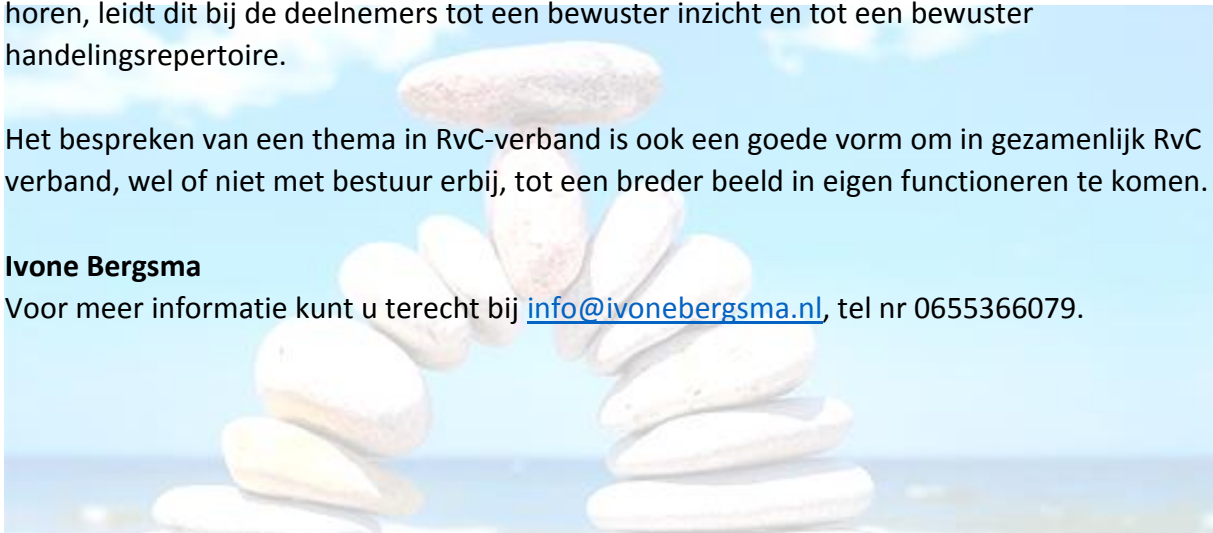 horen, leidt dit bij de deelnemers tot een bewuster inzicht en tot een bewuster
handelingsrepertoire.
Het bespreken van een thema in RvC-verband is ook een goede vorm om in gezamenlijk RvC
verband, wel of niet met bestuur erbij, tot een breder beeld in eigen functioneren te komen.
Ivone Bergsma
Voor meer informatie kunt u terecht bij info@ivonebergsma.nl, tel nr 0655366079.